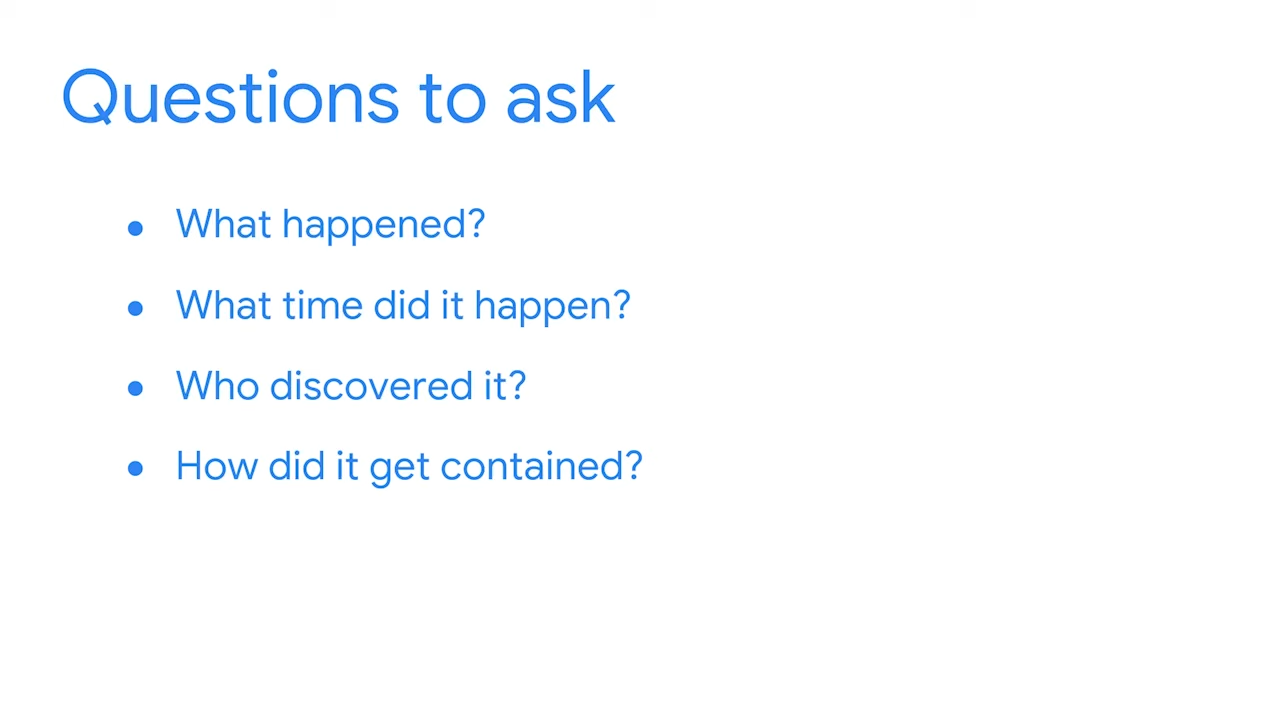 Questions to ask
● What happened?
● What time did it happen?
● Who discovered it?
● How did it get contained?